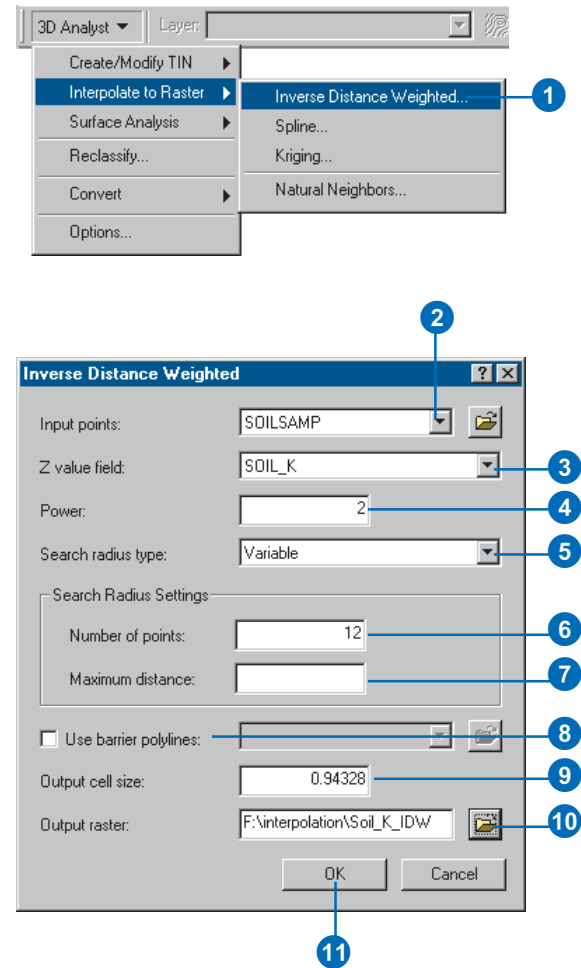 3D Analyst Layer:
Create/Modify TIN
Interpolate to Raster
Inverse Distance Weighted...
1
Surface Analysis
Spline...
Reclassify...
Kriging...
Convert
Natural Neighbors...
Options...
2
Inverse Distance Weighted ? ×
Input points: SOILSAMP
Z value field: SOIL_K 3
Power: 2 4
Search radius type: Variable 5
Search Radius Settings
Number of points: 12 6
Maximum distance: 7
Use barrier polylines: 8
Output cell size: 0.94328 9
Output raster: F:\interpolation\Soil_K_IDW 10
OK Cancel
11